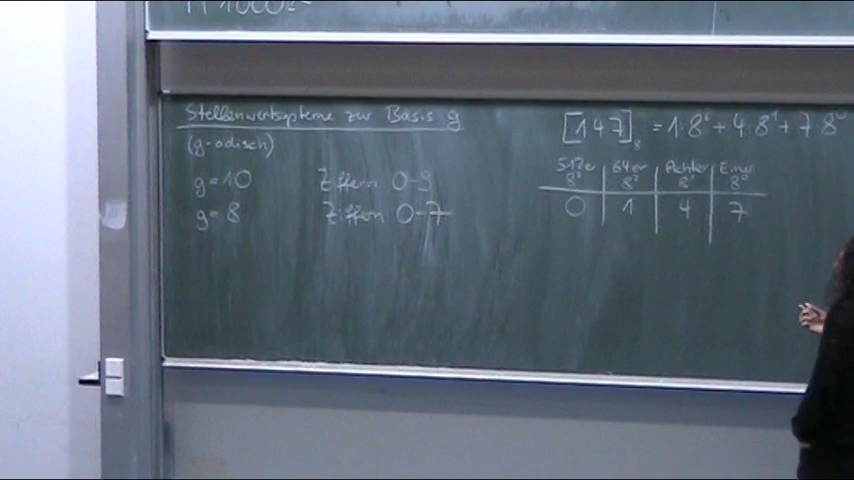 Stellenwertsysteme zur Basis g
(g-adisch)
g=10 Ziffern 0-9
g=8 Ziffern 0-7
[147]₈ = 1·8² + 4·8¹ + 7·8⁰
512er 64er Achter Einer
8³ 8² 8¹ 8⁰
0 1 4 7